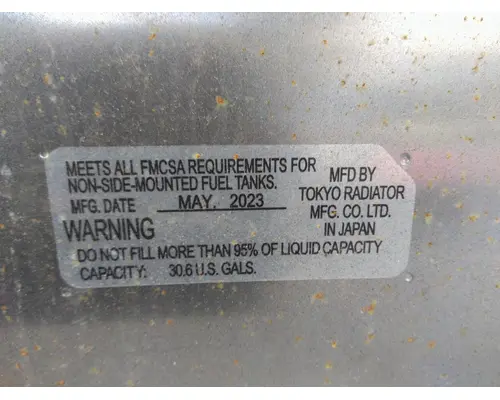 MEETS ALL FMCSA REQUIREMENTS FOR
NON-SIDE-MOUNTED FUEL TANKS.
MFG. DATE MAY. 2023
WARNING
DO NOT FILL MORE THAN 95% OF LIQUID CAPACITY
CAPACITY: 30.6 U.S. GALS.
MFD BY
TOKYO RADIATOR
MFG. CO. LTD.
IN JAPAN